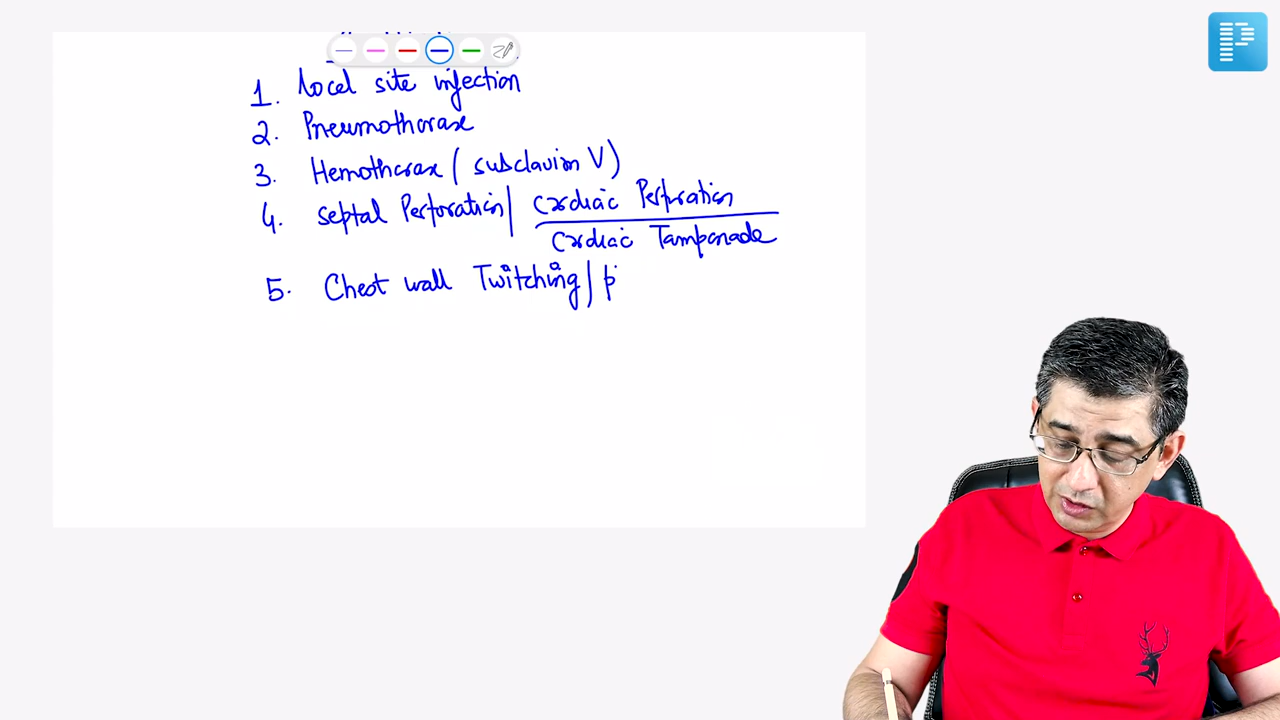 1. Local site infection
2. Pneumothorax
3. Hemothorax ( subclavian V )
4. Septal Perforation / Cardiac Perforation
Cardiac Tamponade
5. Chest wall Twitching / p